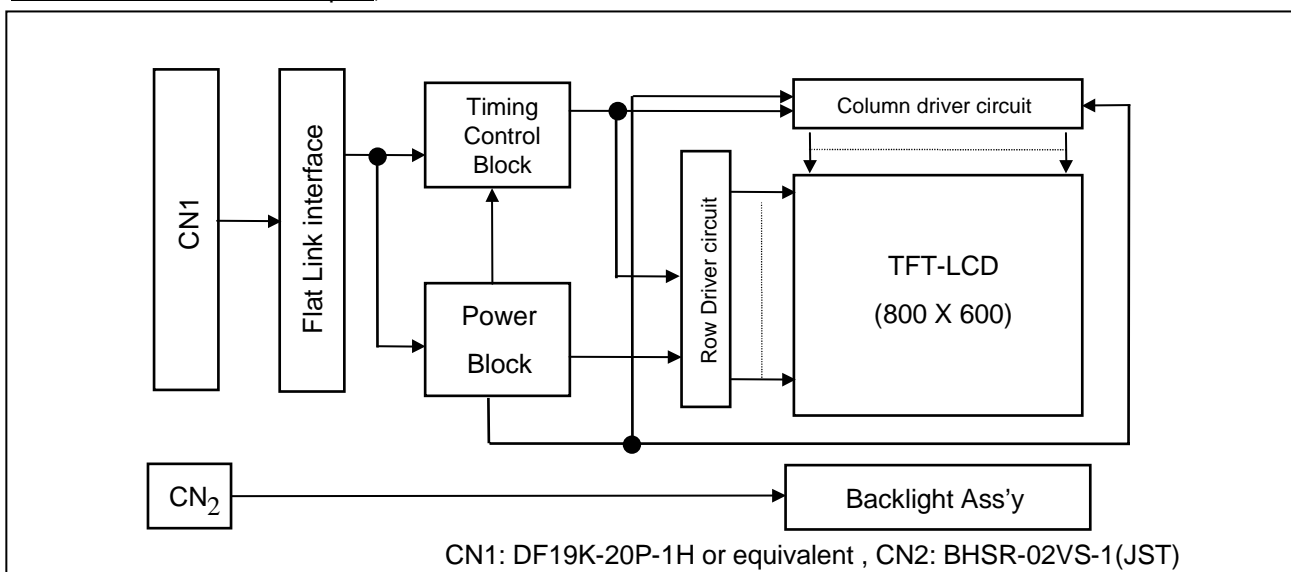 CN1
Flat Link interface
Timing
Control
Block
Power
Block
Row Driver circuit
Column driver circuit
TFT-LCD
(800 X 600)
CN2
Backlight Ass'y
CN1: DF19K-20P-1H or equivalent , CN2: BHSR-02VS-1(JST)